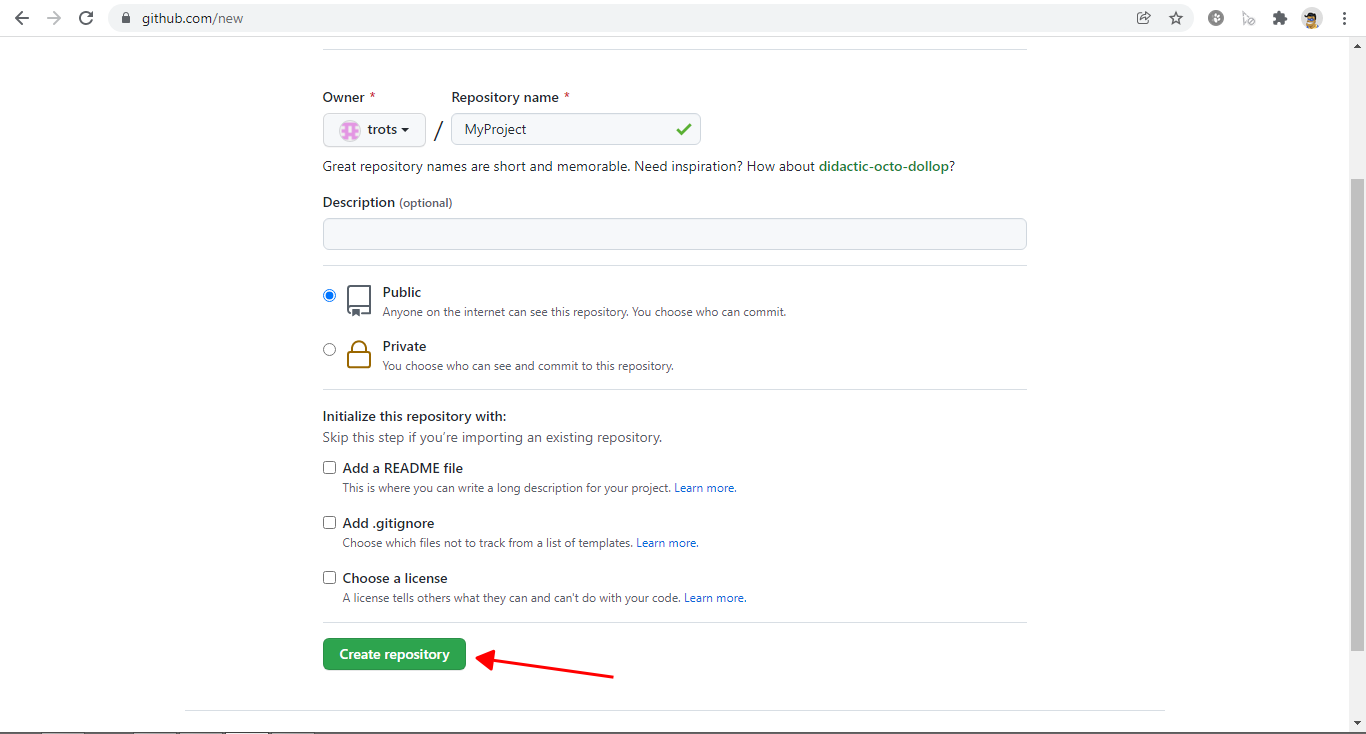 github.com/new
Owner *
Repository name *
trots
/
MyProject
Great repository names are short and memorable. Need inspiration? How about didactic-octo-dollop?
Description (optional)
Public
Anyone on the internet can see this repository. You choose who can commit.
Private
You choose who can see and commit to this repository.
Initialize this repository with:
Skip this step if you’re importing an existing repository.
Add a README file
This is where you can write a long description for your project. Learn more.
Add .gitignore
Choose which files not to track from a list of templates. Learn more.
Choose a license
A license tells others what they can and can't do with your code. Learn more.
Create repository